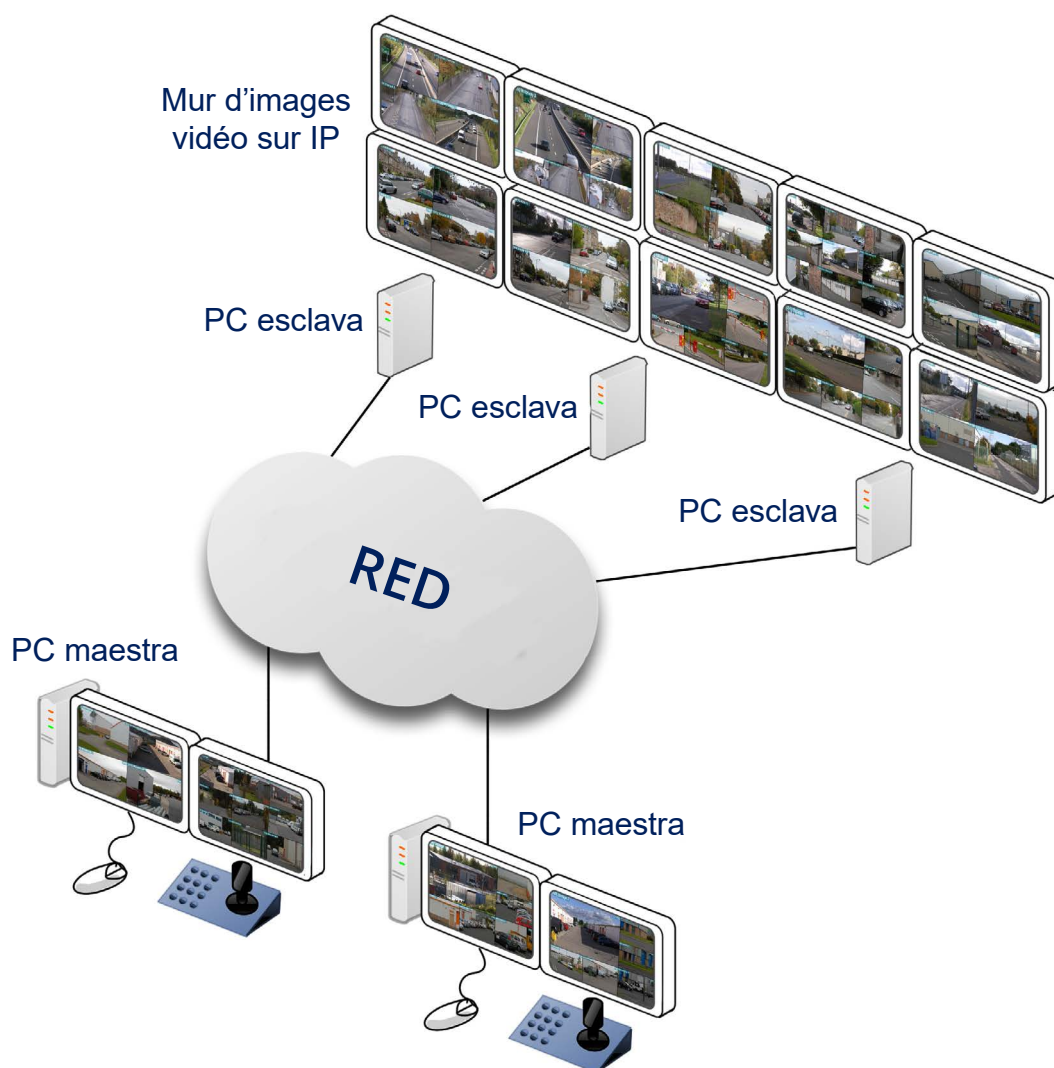 Mur d’images
vidéo sur IP
PC esclava
PC esclava
PC esclava
RED
PC maestra
PC maestra